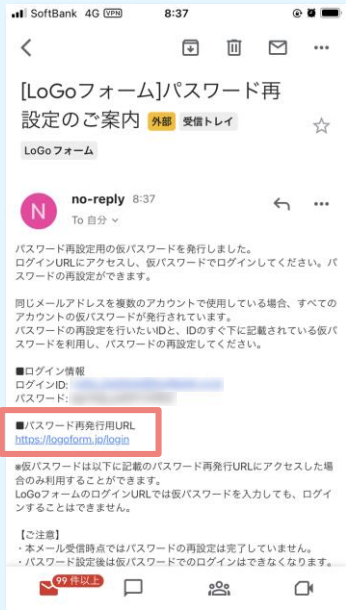 SoftBank 4G VPN 8:37
[LoGoフォーム]パスワード再
設定のご案内 外部 受信トレイ
LoGoフォーム
N
no-reply 8:37
To 自分
パスワード再設定用の仮パスワードを発行しました。
ログインURLにアクセスし、仮パスワードでログインしてください。パ
スワードの再設定ができます。
同じメールアドレスを複数のアカウントで使用している場合、すべての
アカウントの仮パスワードが発行されています。
パスワードの再設定を行いたいIDと、IDのすぐ下に記載されている仮パ
スワードを利用し、パスワードの再設定してください。
■ログイン情報
ログインID:
パスワード:
■パスワード再発行用URL
https://logoform.jp/login
※仮パスワードは以下に記載のパスワード再発行URLにアクセスした場
合のみ利用することができます。
LoGoフォームのログインURLでは仮パスワードを入力しても、ログイ
ンすることはできません。
【ご注意】
・本メール受信時点ではパスワードの再設定は完了していません。
・パスワード設定後は仮パスワードでのログインはできなくなります。
99 件以上